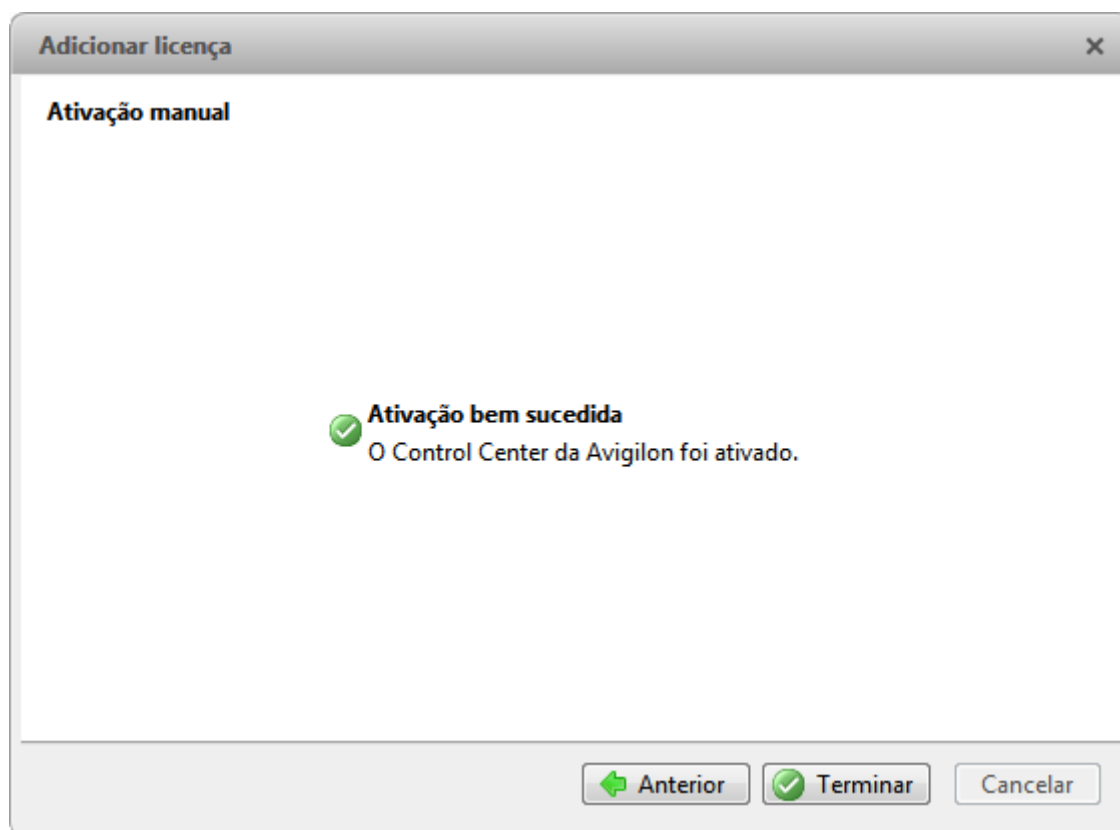 Adicionar licença
Ativação manual
Ativação bem sucedida
O Control Center da Avigilon foi ativado.
Anterior Terminar Cancelar